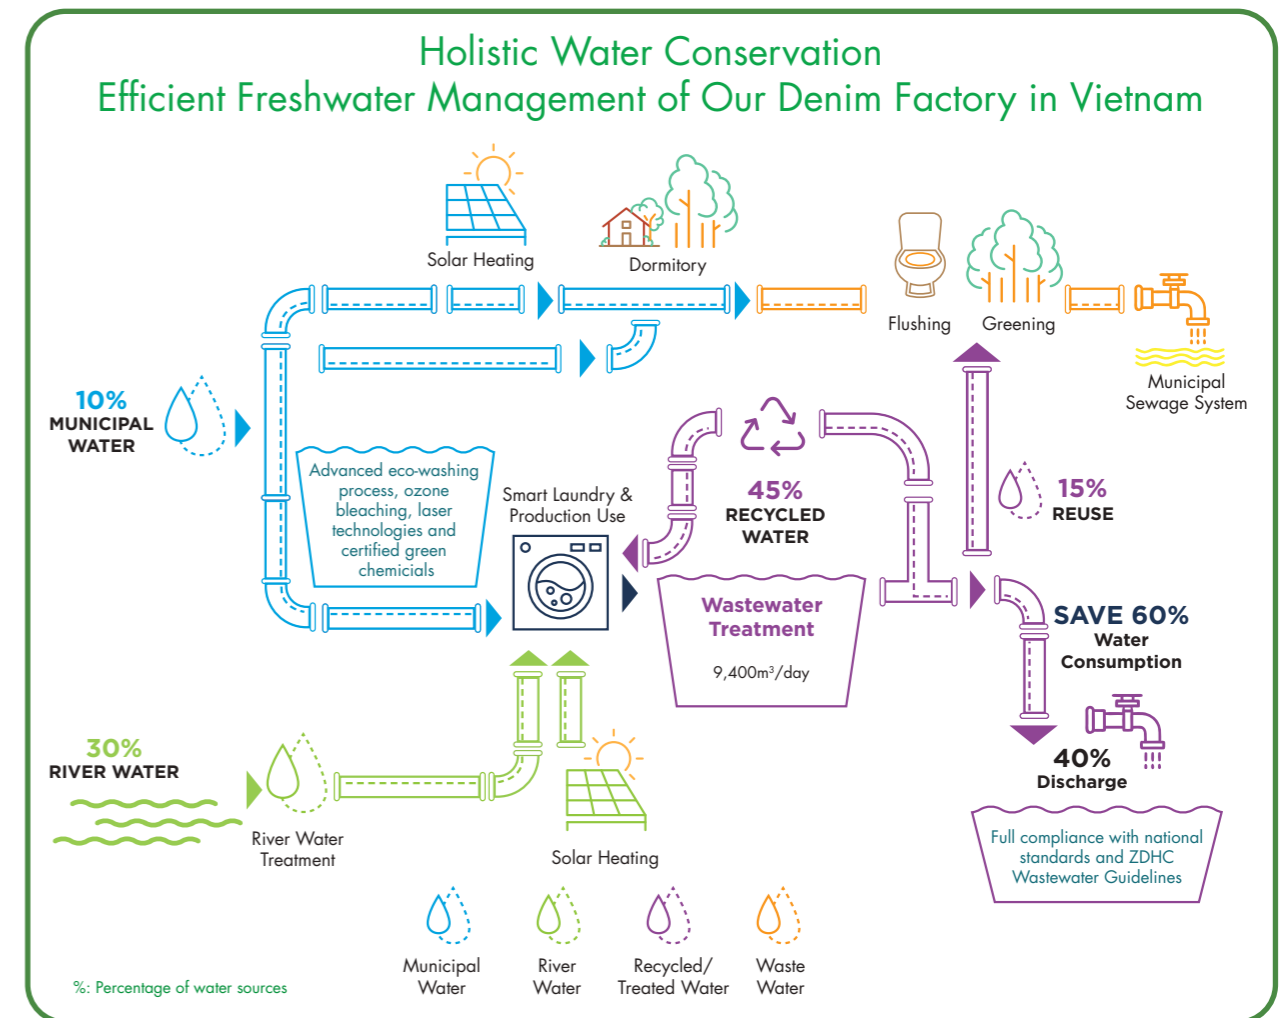 Holistic Water Conservation
Efficient Freshwater Management of Our Denim Factory in Vietnam
Solar Heating
Dormitory
Flushing
Greening
Municipal
Sewage System
10%
MUNICIPAL
WATER
Advanced eco-washing
process, ozone
bleaching, laser
technologies and
certified green
chemicials
Smart Laundry &
Production Use
45%
RECYCLED
WATER
15%
REUSE
Wastewater
Treatment
9,400m³/day
SAVE 60%
Water
Consumption
40%
Discharge
Full compliance with national
standards and ZDHC
Wastewater Guidelines
30%
RIVER WATER
River Water
Treatment
Solar Heating
Municipal
Water
River
Water
Recycled/
Treated Water
Waste
Water
%: Percentage of water sources